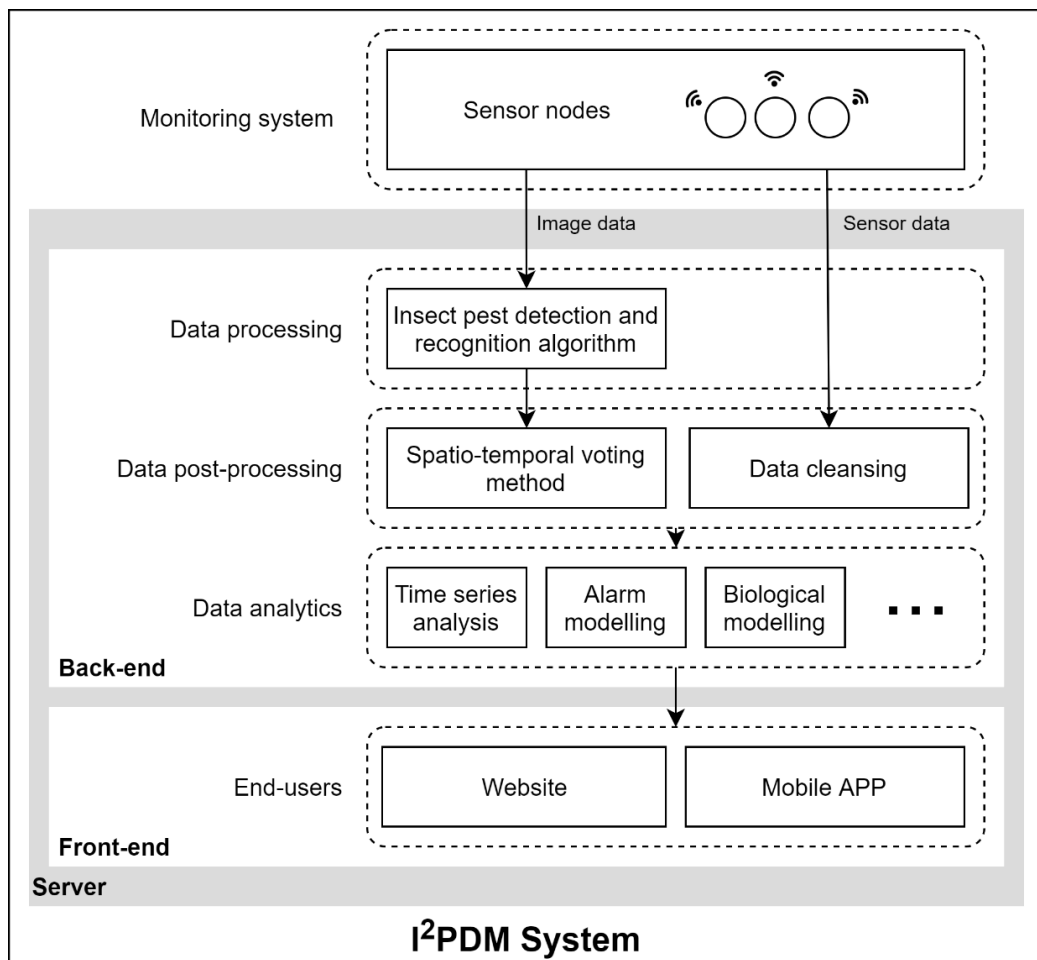 Monitoring system
Sensor nodes
Image data
Sensor data
Data processing
Insect pest detection and
recognition algorithm
Data post-processing
Spatio-temporal voting
method
Data cleansing
Data analytics
Time series
analysis
Alarm
modelling
Biological
modelling
Back-end
End-users
Website
Mobile APP
Front-end
Server
I²PDM System